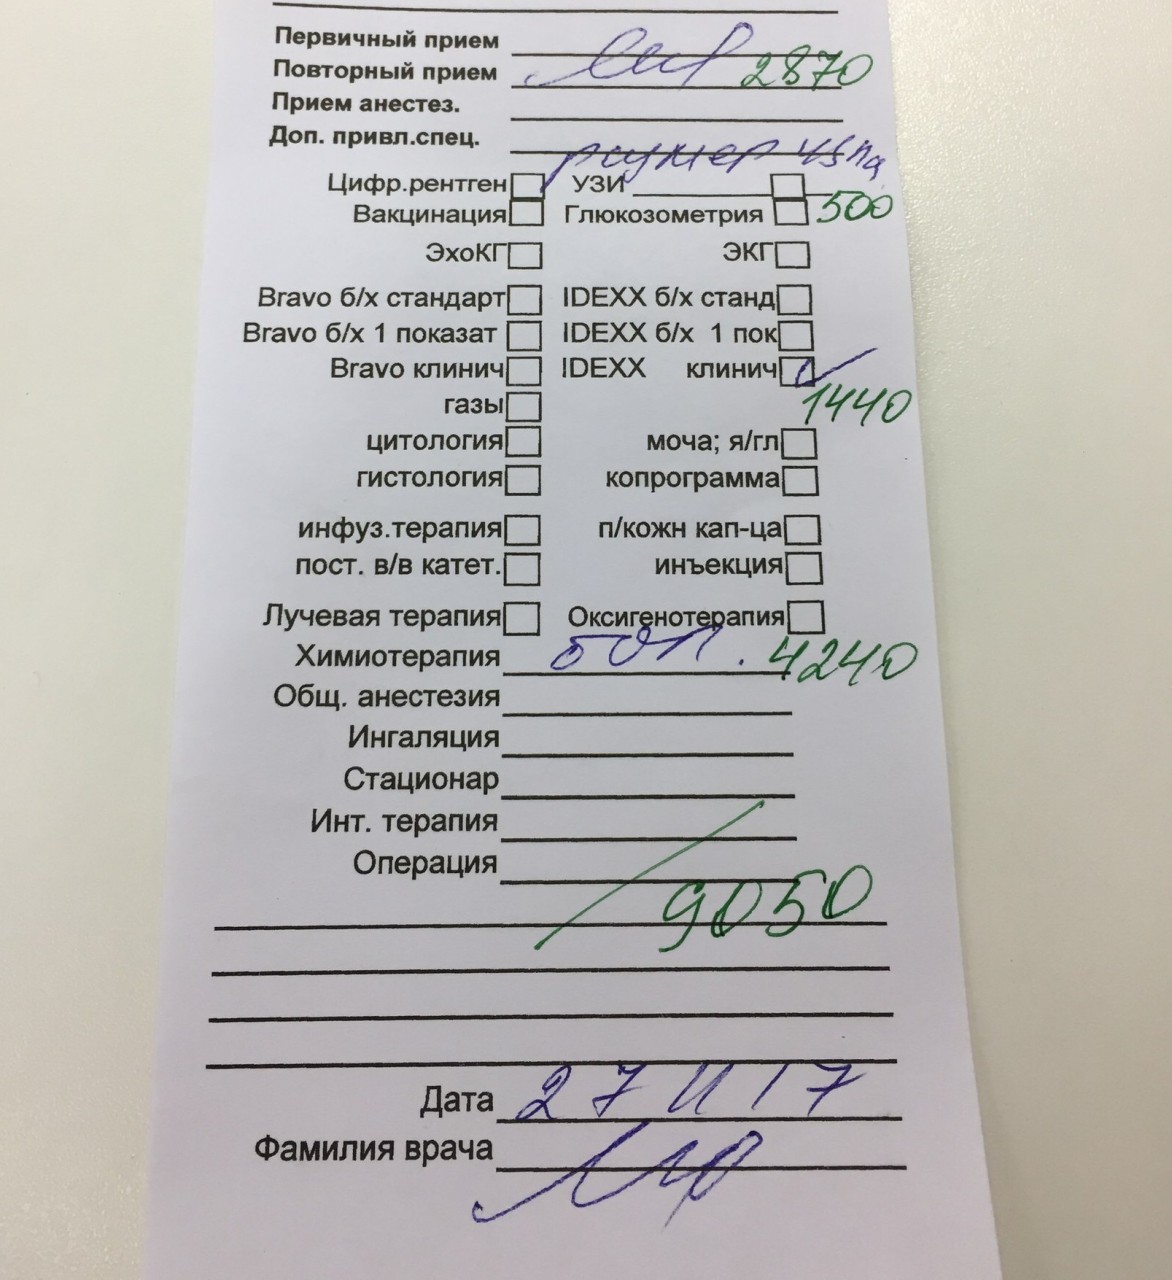 Первичный прием
Повторный прием 2870
Прием анестез.
Доп. привл.спец.
Цифр.рентген УЗИ
Вакцинация Глюкозометрия 500
ЭхоКГ ЭКГ
Bravo б/х стандарт IDEXX б/х станд
Bravo б/х 1 показат IDEXX б/х 1 пок
Bravo клинич IDEXX клинич
газы 1440
цитология моча; я/гл
гистология копрограмма
инфуз.терапия п/кожн кап-ца
пост. в/в катет. инъекция
Лучевая терапия Оксигенотерапия
Химиотерапия 4240
Общ. анестезия
Ингаляция
Стационар
Инт. терапия
Операция
9050
Дата 27 11 17
Фамилия врача